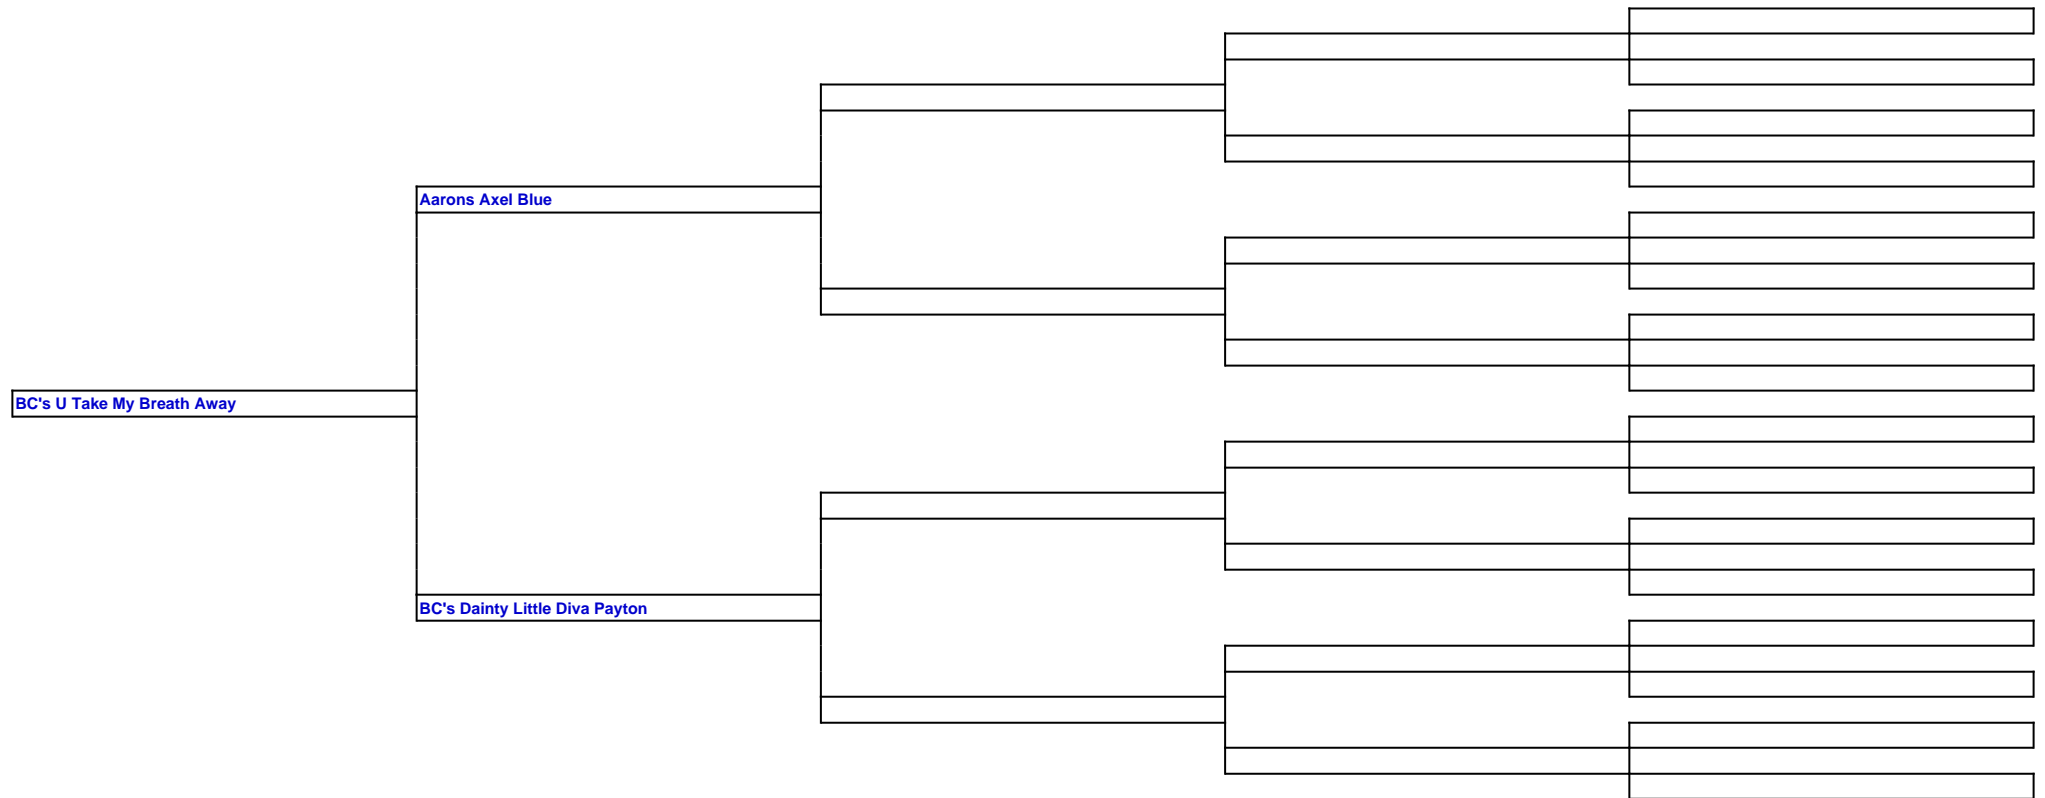 Aarons Axel Blue
BC's U Take My Breath Away
BC's Dainty Little Diva Payton